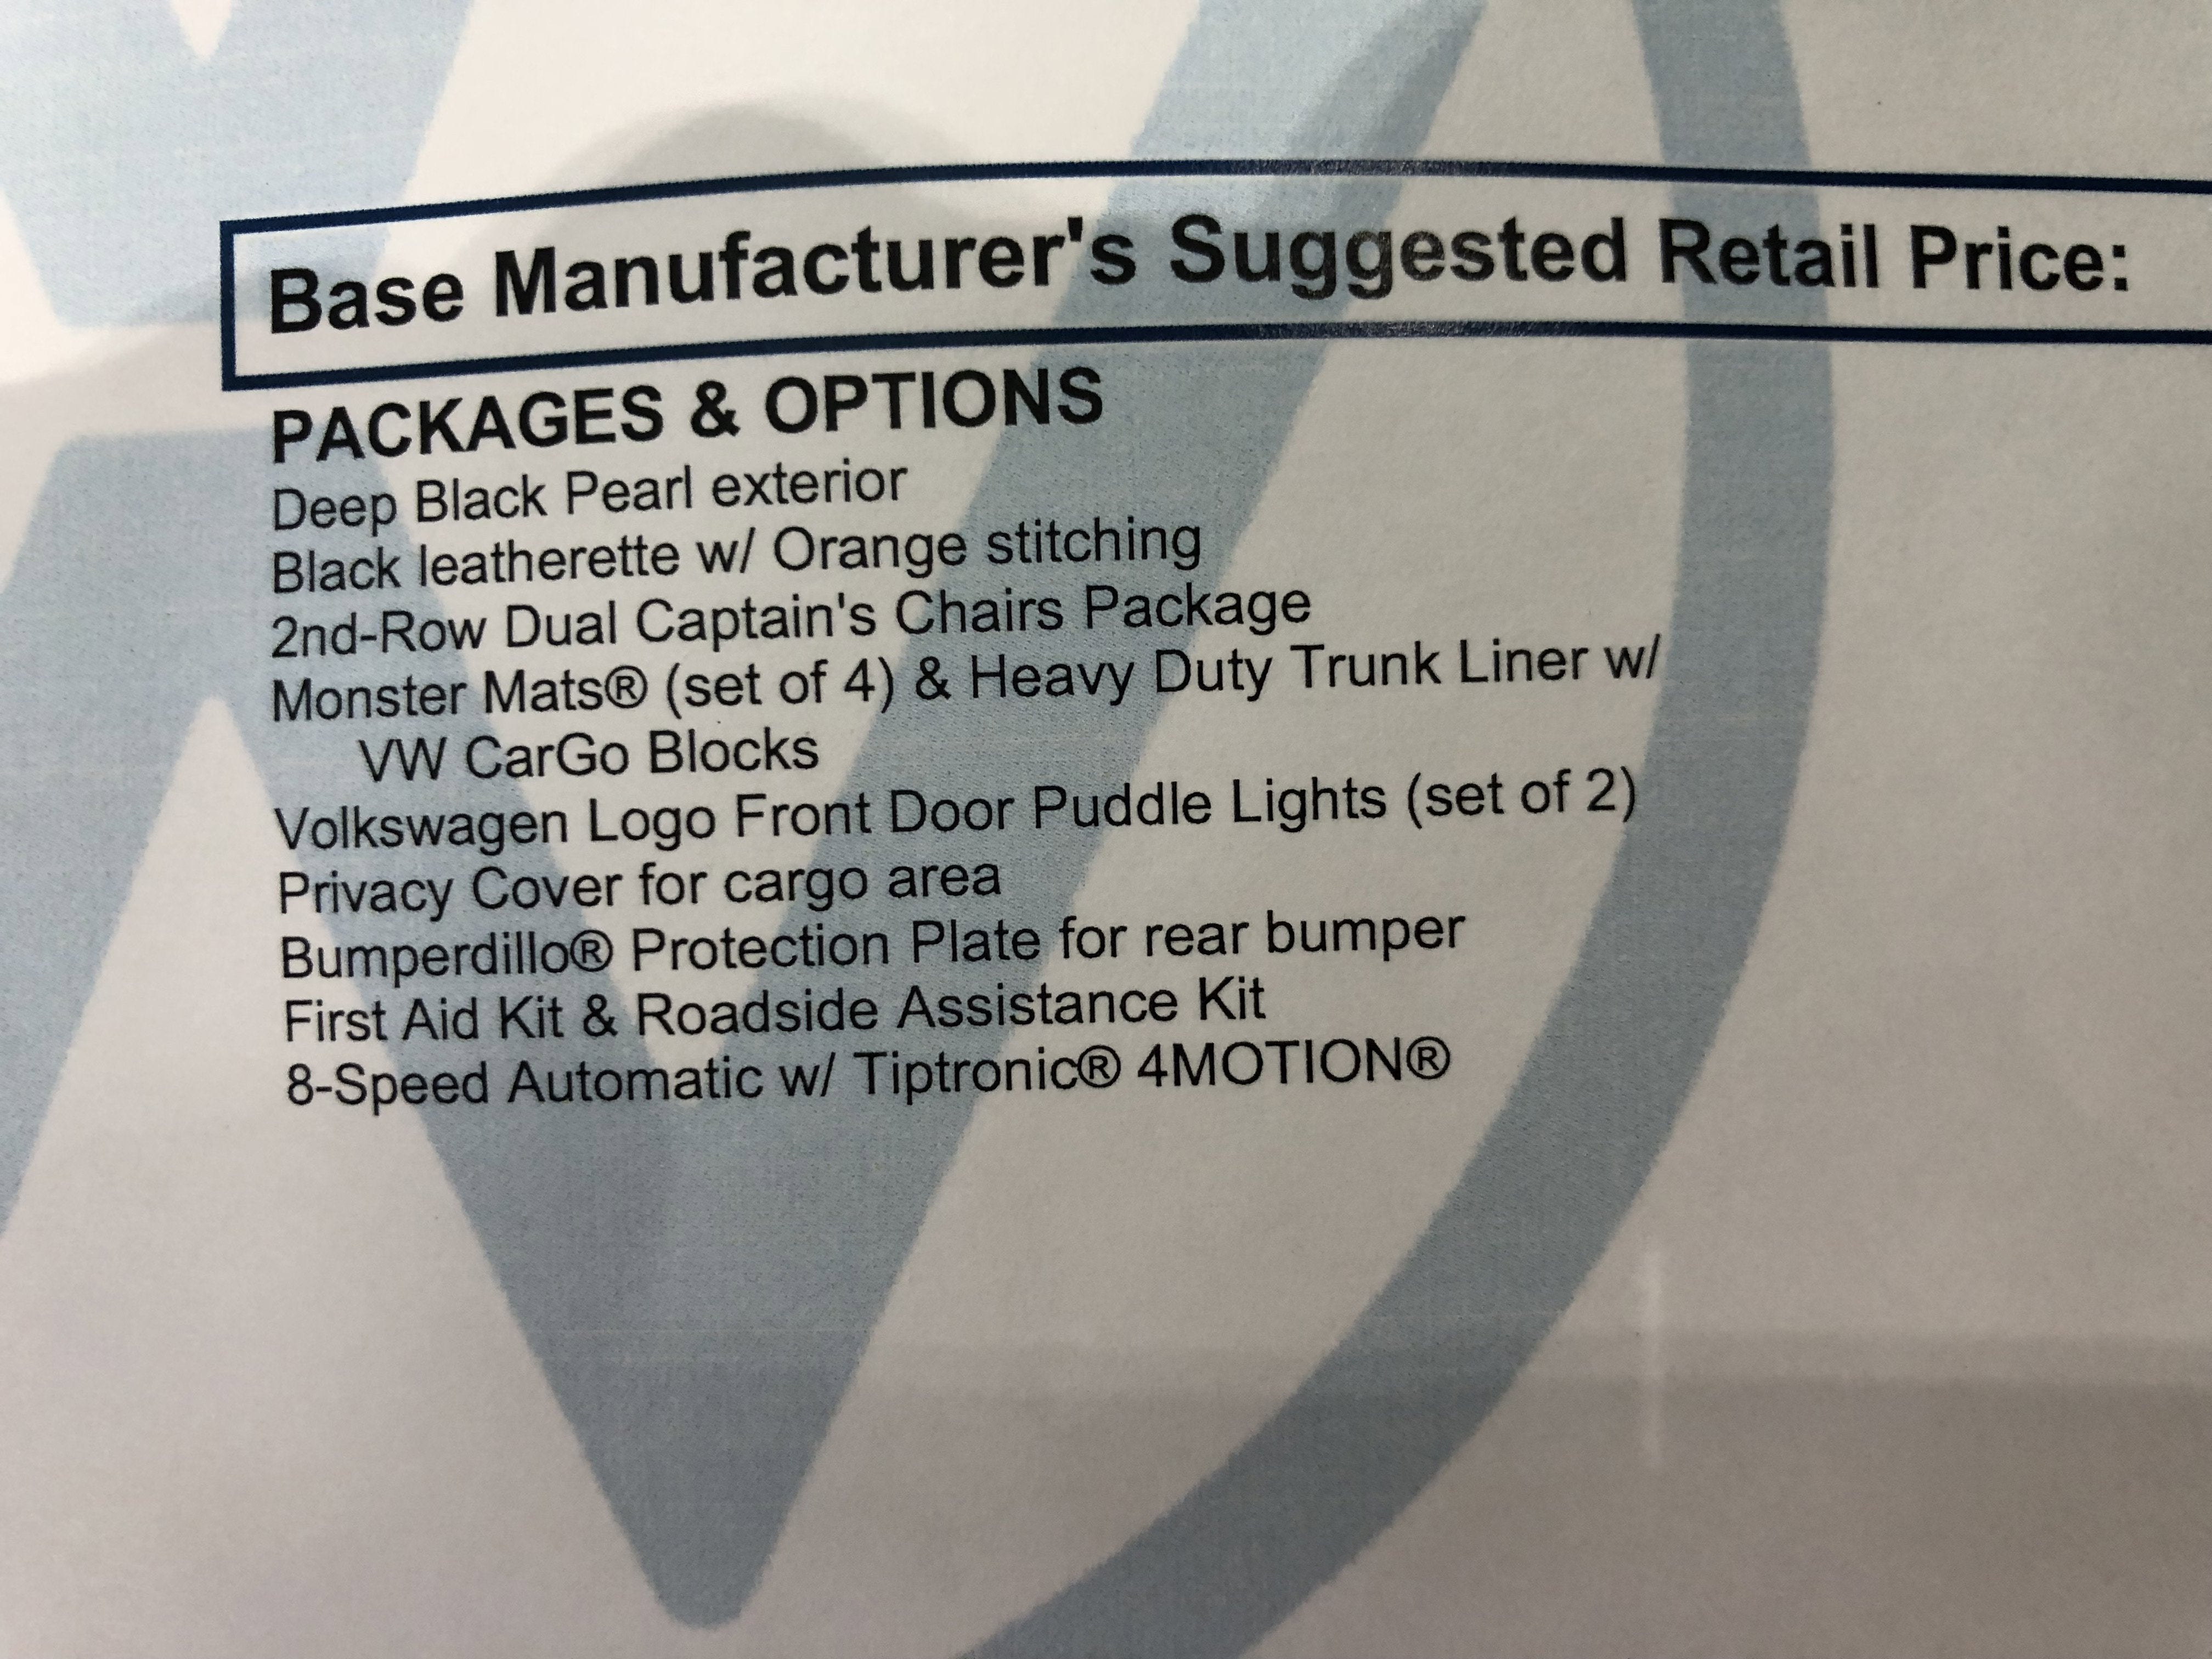 Base Manufacturer's Suggested Retail Price:
PACKAGES & OPTIONS
Deep Black Pearl exterior
Black leatherette w/ Orange stitching
2nd-Row Dual Captain's Chairs Package
Monster Mats® (set of 4) & Heavy Duty Trunk Liner w/
VW CarGo Blocks
Volkswagen Logo Front Door Puddle Lights (set of 2)
Privacy Cover for cargo area
Bumperdillo® Protection Plate for rear bumper
First Aid Kit & Roadside Assistance Kit
8-Speed Automatic w/ Tiptronic® 4MOTION®